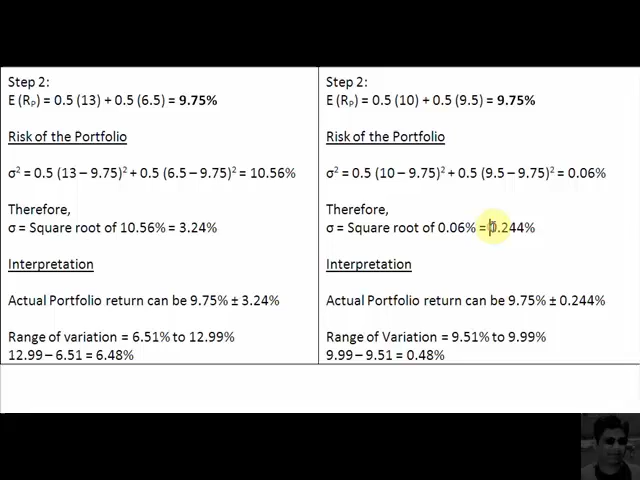 Step 2:
E (Rₚ) = 0.5 (13) + 0.5 (6.5) = 9.75%
Risk of the Portfolio
σ² = 0.5 (13 – 9.75)² + 0.5 (6.5 – 9.75)² = 10.56%
Therefore,
σ = Square root of 10.56% = 3.24%
Interpretation
Actual Portfolio return can be 9.75% ± 3.24%
Range of variation = 6.51% to 12.99%
12.99 – 6.51 = 6.48%
Step 2:
E (Rₚ) = 0.5 (10) + 0.5 (9.5) = 9.75%
Risk of the Portfolio
σ² = 0.5 (10 – 9.75)² + 0.5 (9.5 – 9.75)² = 0.06%
Therefore,
σ = Square root of 0.06% = 0.244%
Interpretation
Actual Portfolio return can be 9.75% ± 0.244%
Range of Variation = 9.51% to 9.99%
9.99 – 9.51 = 0.48%